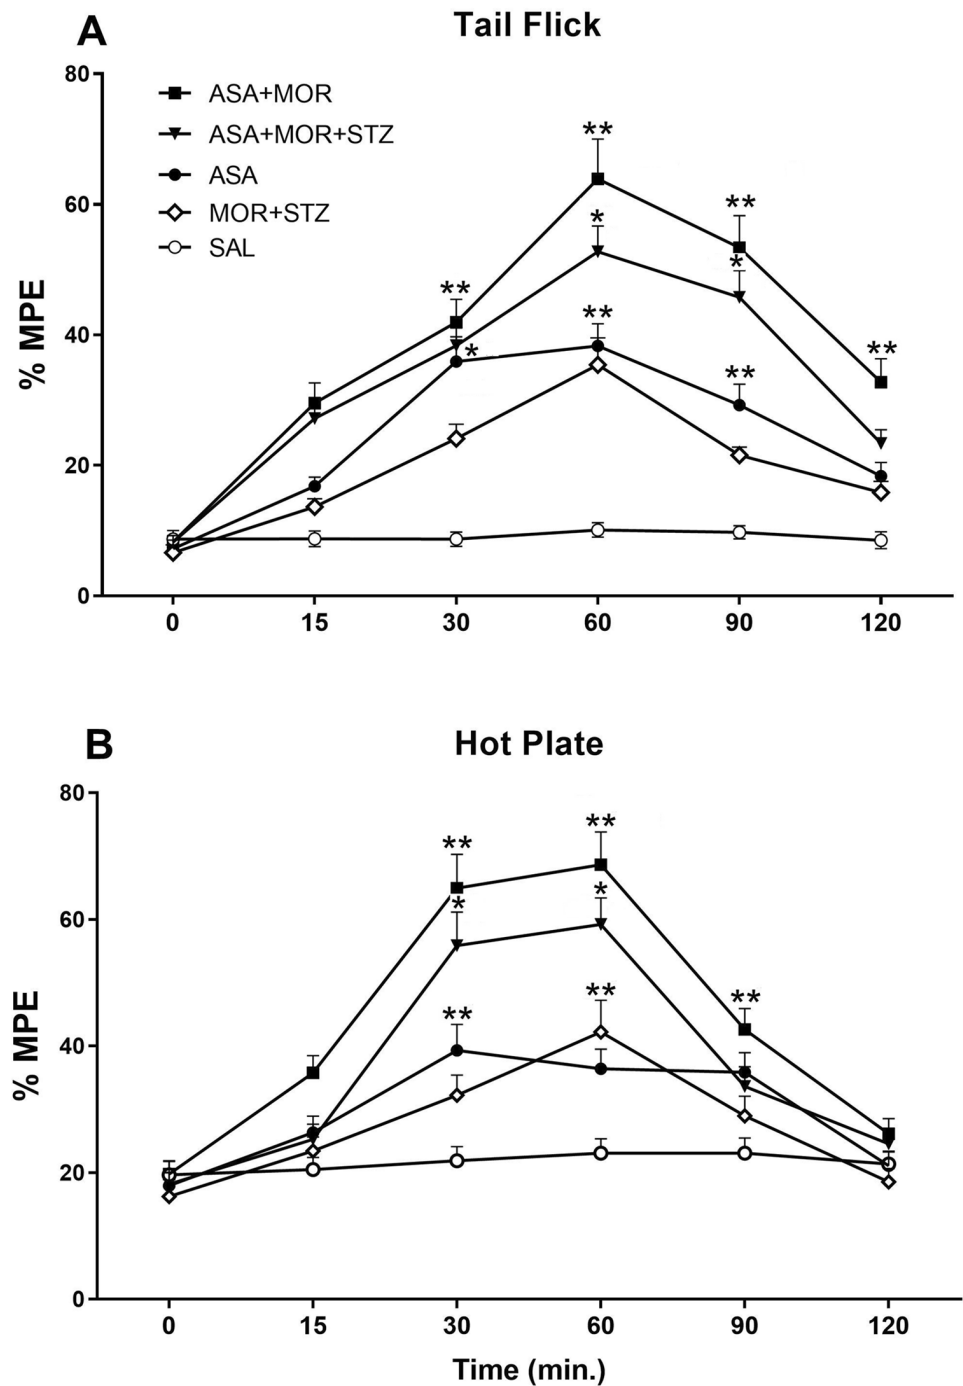 A
Tail Flick
80
60
40
20
0
% MPE
ASA+MOR
ASA+MOR+STZ
ASA
MOR+STZ
SAL
**
**
*
**
*
**
*
**
**
**
0 15 30 60 90 120
B
Hot Plate
80
60
40
20
0
% MPE
**
**
*
*
**
**
**
0 15 30 60 90 120
Time (min.)